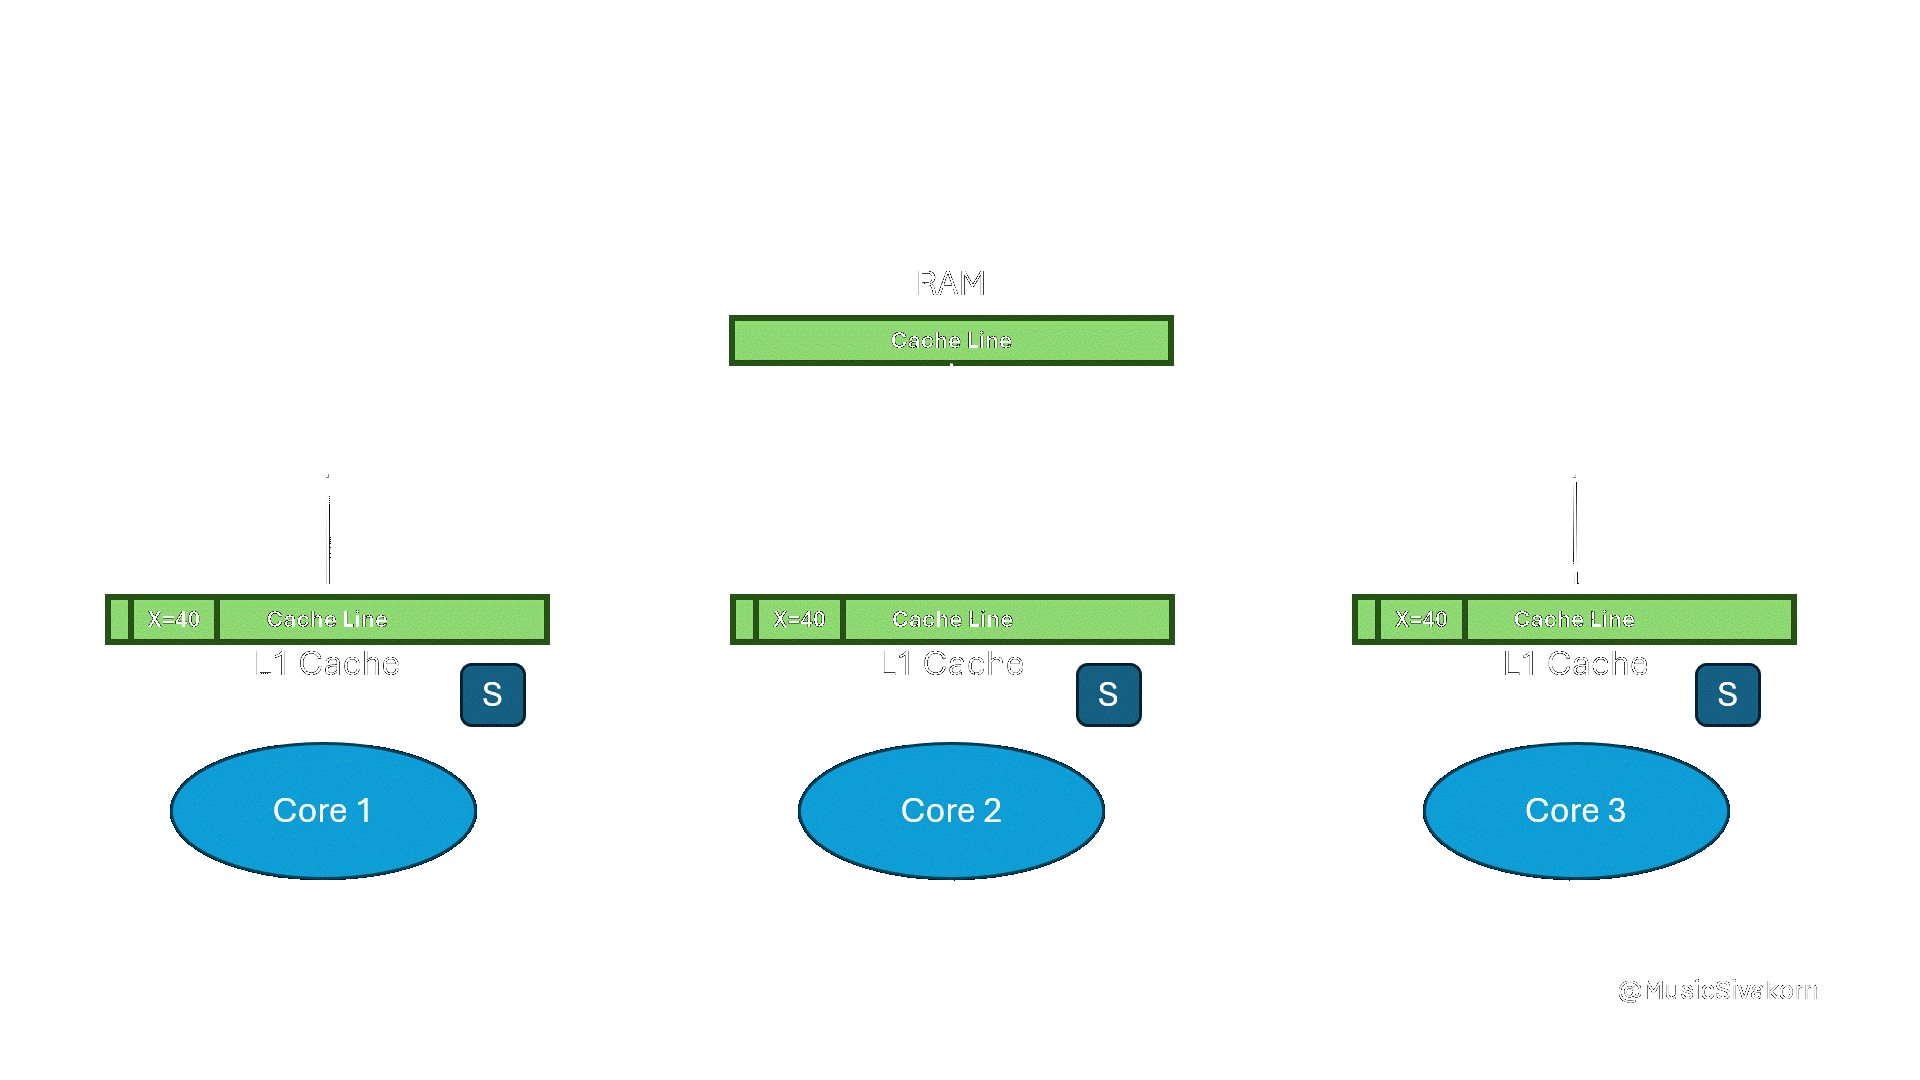 RAM
Cache Line
X=40 Cache Line
X=40 Cache Line
X=40 Cache Line
L1 Cache
L1 Cache
L1 Cache
S
S
S
Core 1
Core 2
Core 3
@MusicSivakorn